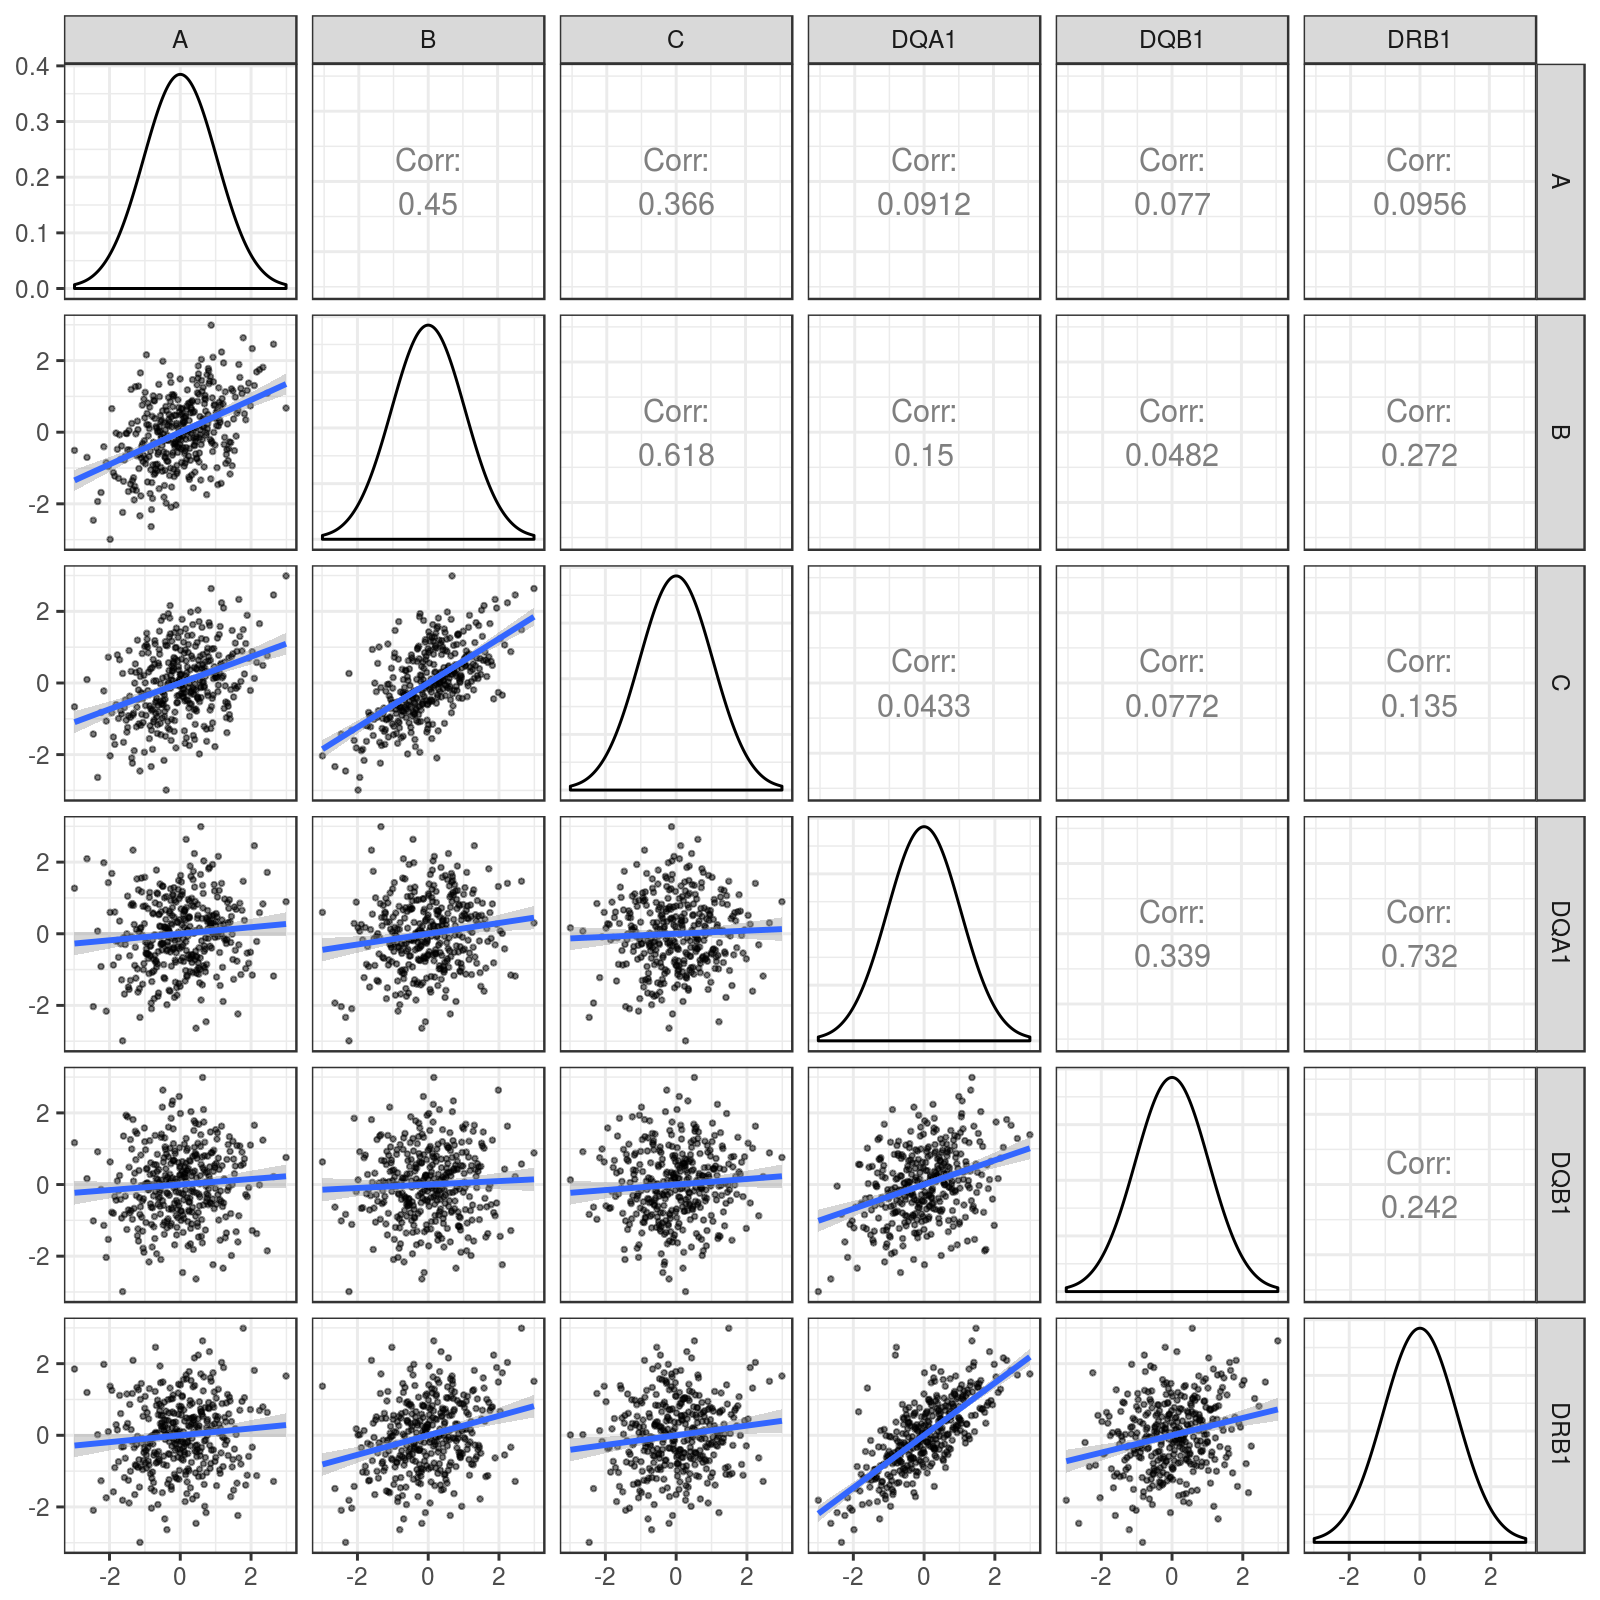 A B C DQA1 DQB1 DRB1
0.4
0.3
0.2
0.1
0.0
Corr: Corr: Corr: Corr: Corr:
0.45 0.366 0.0912 0.077 0.0956
A
2
0
-2
Corr: Corr: Corr: Corr:
0.618 0.15 0.0482 0.272
B
2
0
-2
Corr: Corr: Corr:
0.0433 0.0772 0.135
C
2
0
-2
Corr: Corr:
0.339 0.732
DQA1
2
0
-2
Corr:
0.242
DQB1
2
0
-2
DRB1
-2 0 2 -2 0 2 -2 0 2 -2 0 2 -2 0 2 -2 0 2